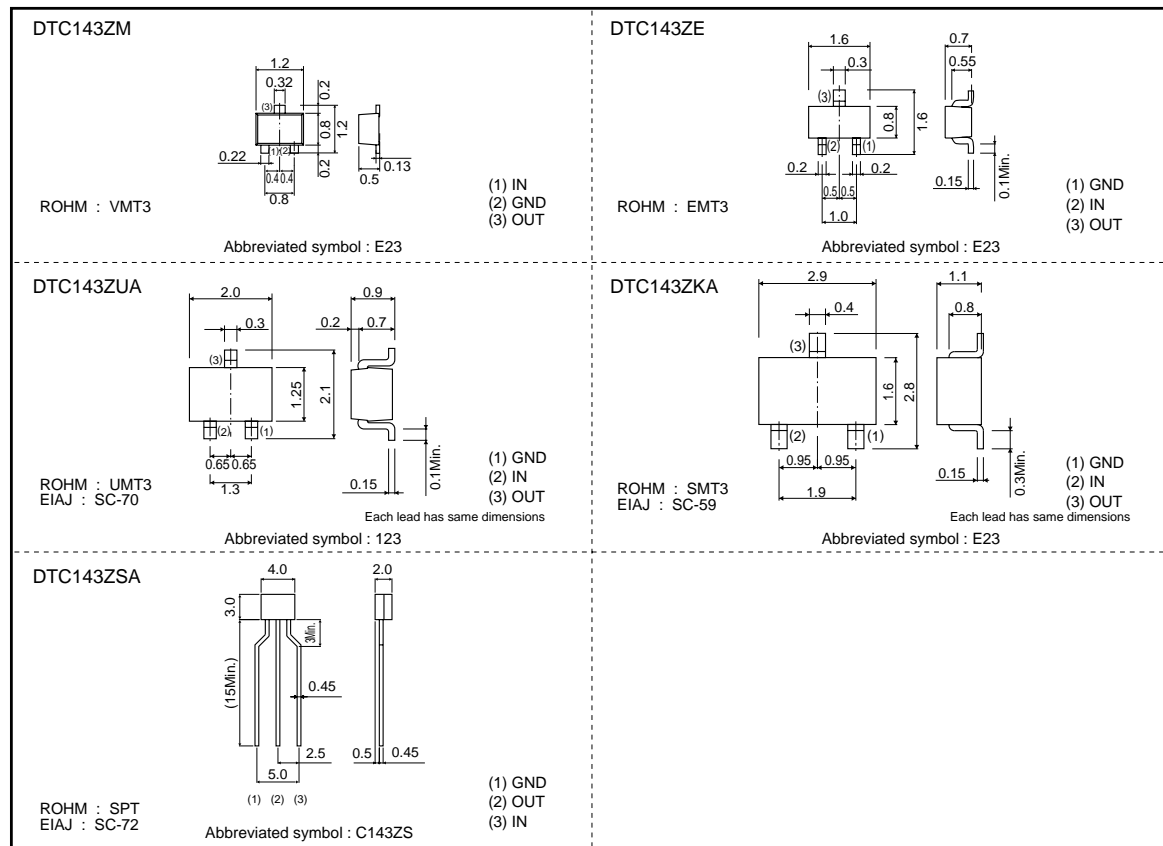 DTC143ZM
1.2
0.32
0.2
(3)
0.8
1.2
(1) (2)
0.22
0.2
0.4 0.4
0.8
0.5
0.13
(1) IN
(2) GND
(3) OUT
ROHM : VMT3
Abbreviated symbol : E23
DTC143ZE
1.6
0.3
0.7
0.55
(3)
0.8
1.6
(2) (1)
0.2
0.2
0.5 0.5
1.0
0.15
0.1Min.
(1) GND
(2) IN
(3) OUT
ROHM : EMT3
Abbreviated symbol : E23
DTC143ZUA
2.0
0.3
0.9
0.2
0.7
(3)
1.25
2.1
(2) (1)
0.65 0.65
1.3
0.15
0.1Min.
(1) GND
(2) IN
(3) OUT
ROHM : UMT3
EIAJ : SC-70
Each lead has same dimensions
Abbreviated symbol : 123
DTC143ZKA
2.9
0.4
1.1
0.8
(3)
1.6
2.8
(2) (1)
0.95 0.95
1.9
0.15
0.3Min.
(1) GND
(2) IN
(3) OUT
ROHM : SMT3
EIAJ : SC-59
Each lead has same dimensions
Abbreviated symbol : E23
DTC143ZSA
4.0
2.0
3.0
3Min.
(15Min.)
0.45
2.5
5.0
0.5
0.45
(1) (2) (3)
(1) GND
(2) OUT
(3) IN
ROHM : SPT
EIAJ : SC-72
Abbreviated symbol : C143ZS